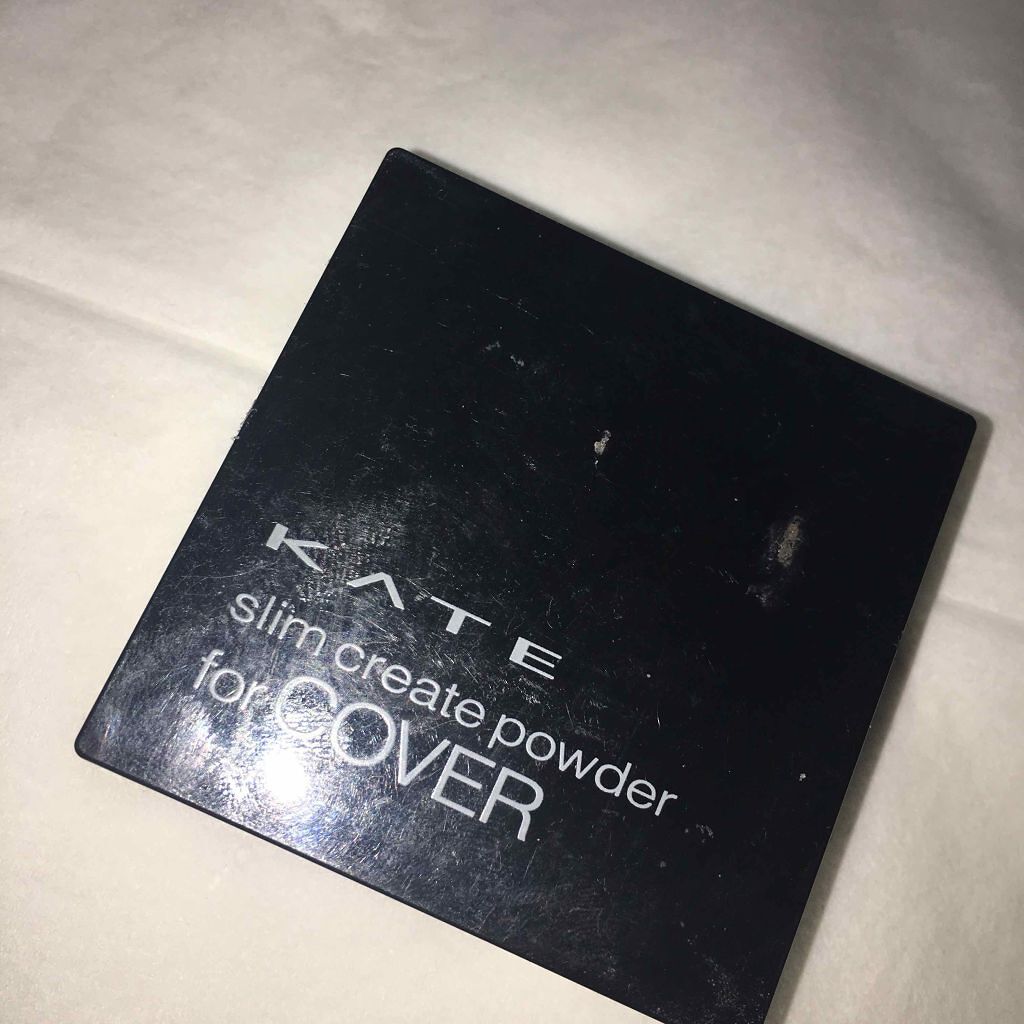 KATE
slim create powder
for COVER